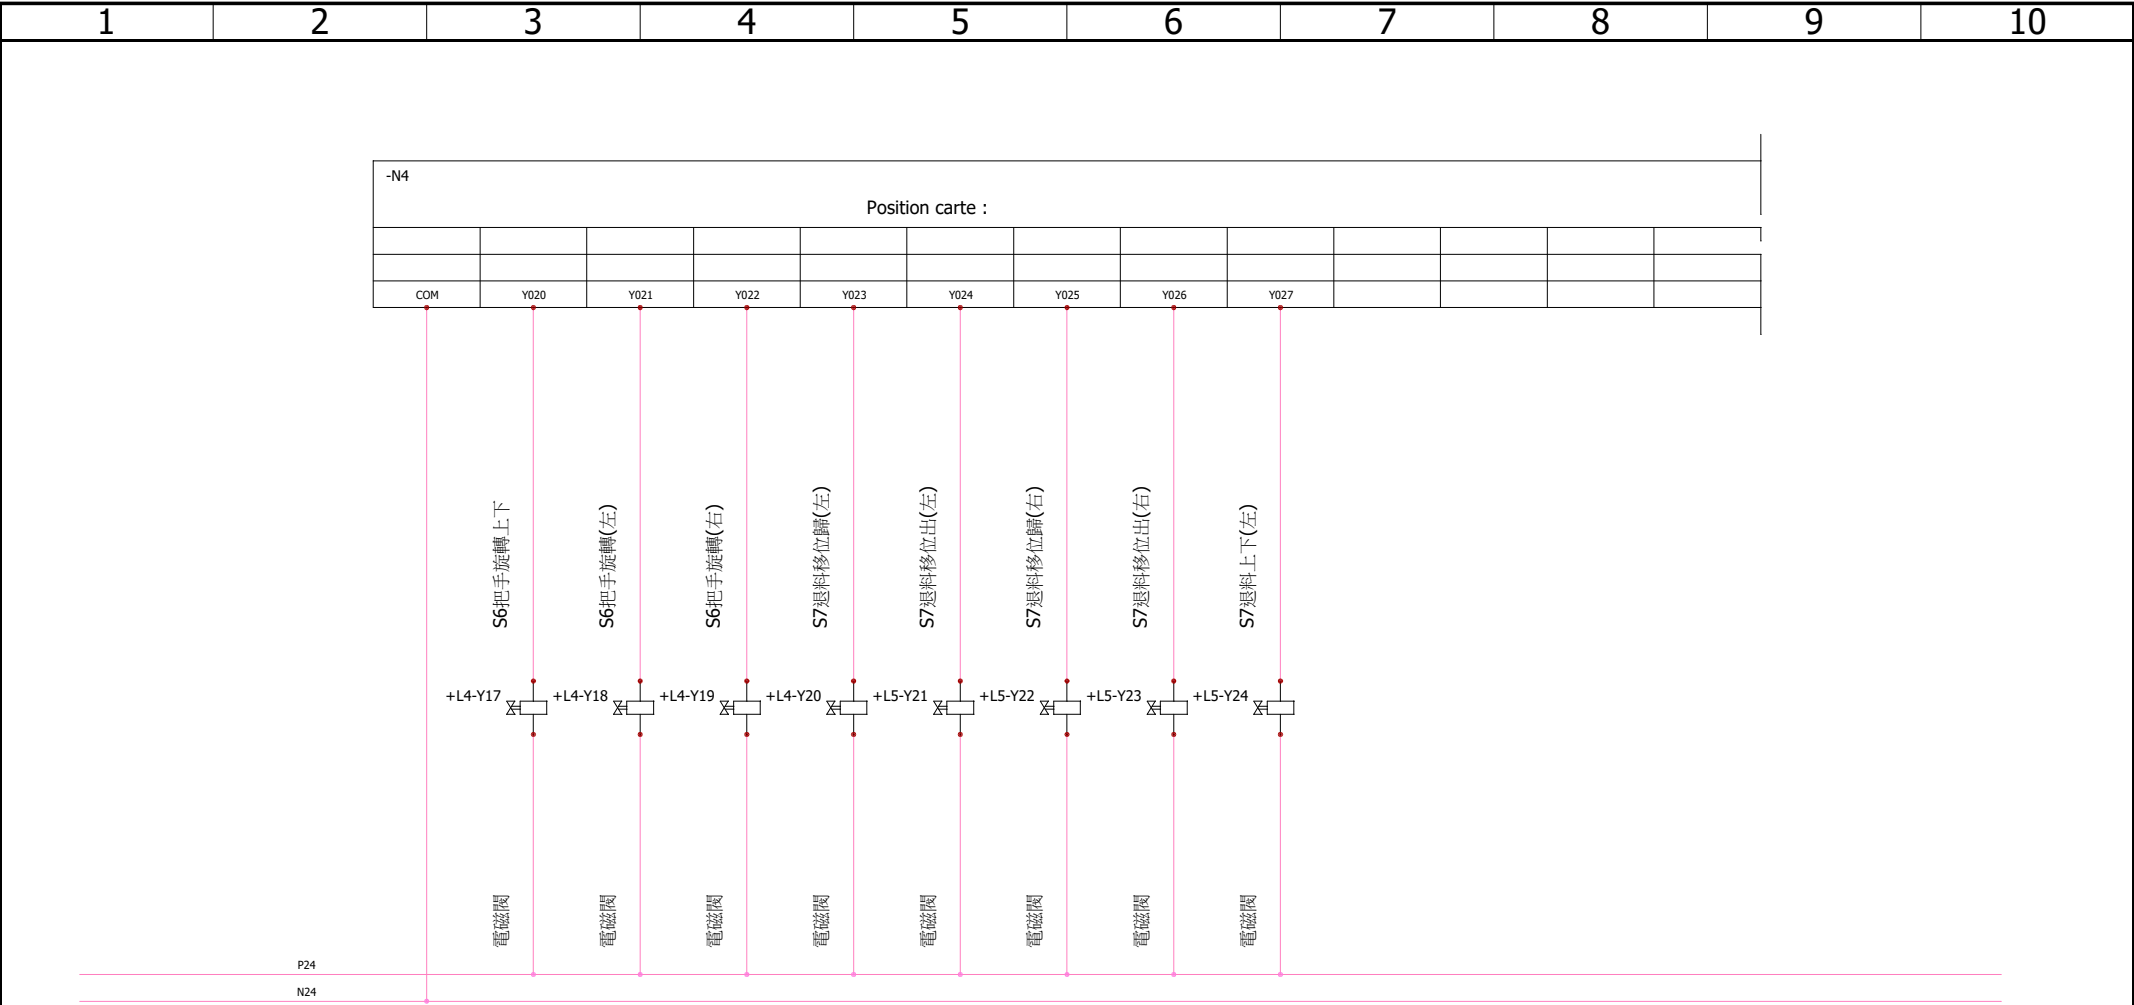 1 2 3 4 5 6 7 8 9 10
-N4
Position carte :
COM Y020 Y021 Y022 Y023 Y024 Y025 Y026 Y027
S6把手旋轉上下
S6把手旋轉(左)
S6把手旋轉(右)
S7退料移位歸(左)
S7退料移位出(左)
S7退料移位歸(右)
S7退料移位出(右)
S7退料上下(左)
+L4-Y17 +L4-Y18 +L4-Y19 +L4-Y20 +L5-Y21 +L5-Y22 +L5-Y23 +L5-Y24
電磁閥
電磁閥
電磁閥
電磁閥
電磁閥
電磁閥
電磁閥
電磁閥
P24
N24